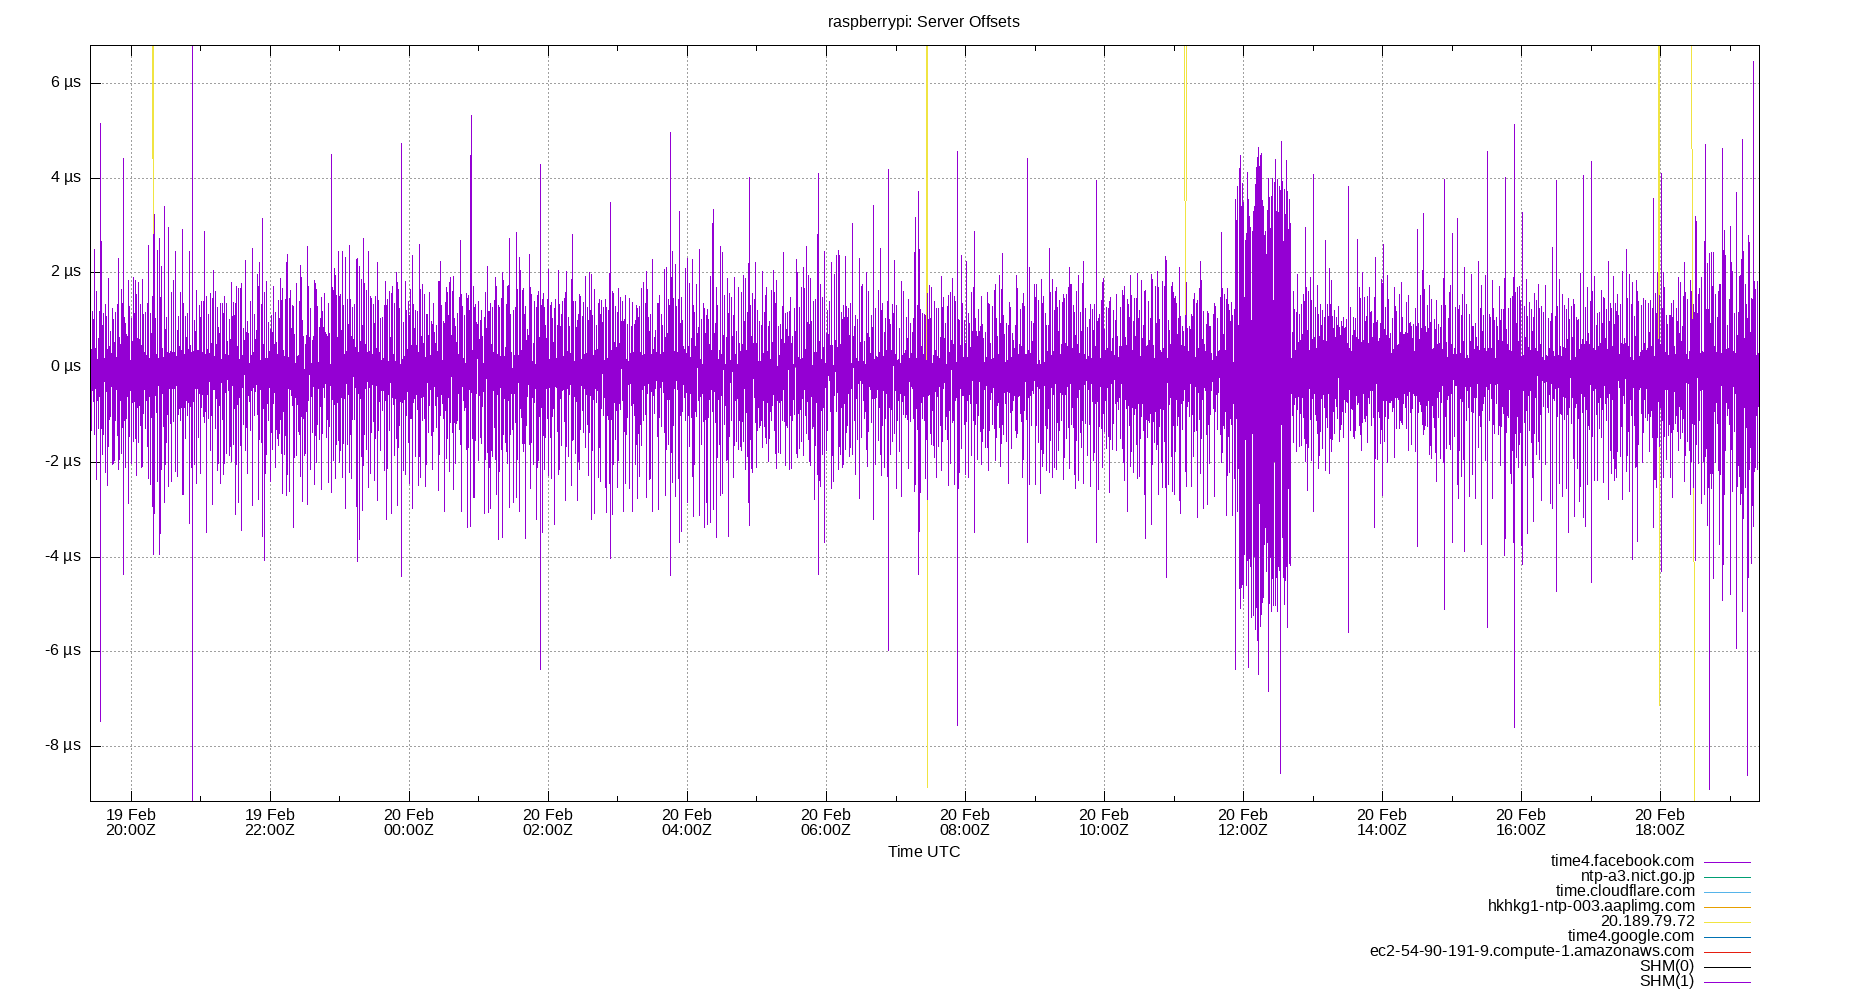 raspberrypi: Server Offsets
6 µs
4 µs
2 µs
0 µs
-2 µs
-4 µs
-6 µs
-8 µs
19 Feb 19 Feb 20 Feb 20 Feb 20 Feb 20 Feb 20 Feb 20 Feb 20 Feb 20 Feb 20 Feb 20 Feb
20:00Z 22:00Z 00:00Z 02:00Z 04:00Z 06:00Z 08:00Z 10:00Z 12:00Z 14:00Z 16:00Z 18:00Z
Time UTC
time4.facebook.com
ntp-a3.nict.go.jp
time.cloudflare.com
hkhkg1-ntp-003.aaplimg.com
20.189.79.72
time4.google.com
ec2-54-90-191-9.compute-1.amazonaws.com
SHM(0)
SHM(1)